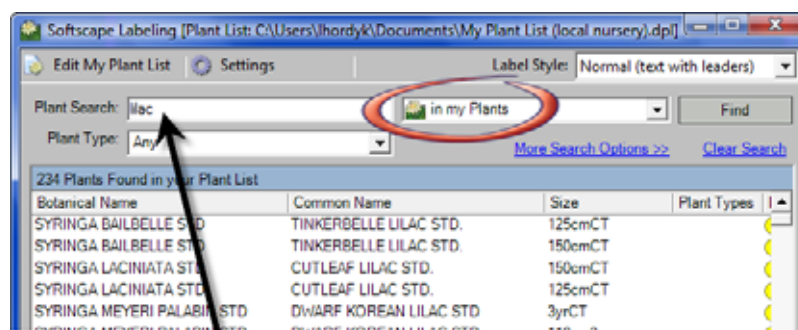 Softscape Labeling [Plant List: C:\Users\lhordyk\Documents\My Plant List (local nursery).dpl]
Edit My Plant List Settings Label Style: Normal (text with leaders)
Plant Search: lilac in my Plants Find
Plant Type: Any More Search Options >> Clear Search
234 Plants Found in your Plant List
Botanical Name Common Name Size Plant Types
SYRINGA BAILBELLE STD TINKERBELLE LILAC STD. 125cmCT
SYRINGA BAILBELLE STD TINKERBELLE LILAC STD. 150cmCT
SYRINGA LACINIATA STD CUTLEAF LILAC STD. 150cmCT
SYRINGA LACINIATA STD CUTLEAF LILAC STD. 125cmCT
SYRINGA MEYERI PALABIN STD DWARF KOREAN LILAC STD 3yrCT